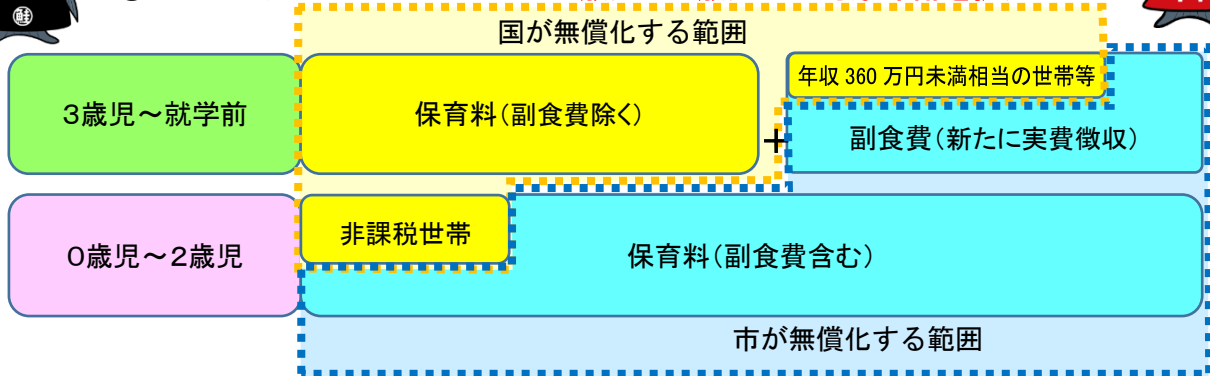 鮭
国が無償化する範囲
3歳児～就学前
保育料（副食費除く）
+
年収 360 万円未満相当の世帯等
副食費（新たに実費徴収）
0歳児～2歳児
非課税世帯
保育料（副食費含む）
市が無償化する範囲